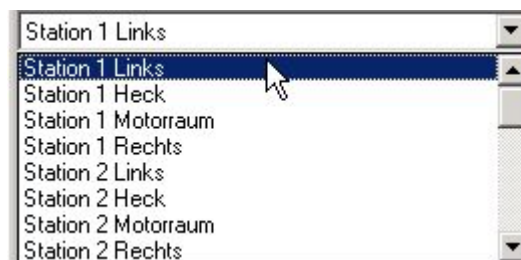 Station 1 Links
Station 1 Links
Station 1 Heck
Station 1 Motorraum
Station 1 Rechts
Station 2 Links
Station 2 Heck
Station 2 Motorraum
Station 2 Rechts